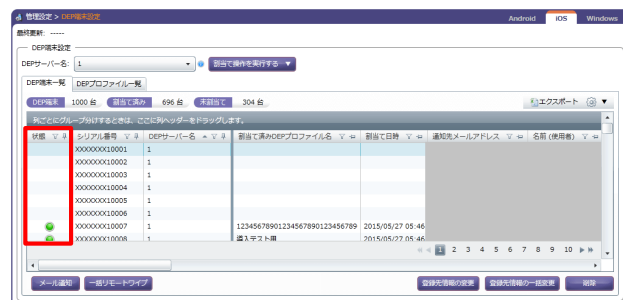 管理設定 > DEP端末設定
Android iOS Windows
最終更新: -----
DEP端末設定
DEPサーバー名: 1 割当て操作を実行する ▼
DEP端末一覧 DEPプロファイル一覧
DEP端末 1000 台 割当て済み 696 台 未割当て 304 台 エクスポート ▼
列ごとにグループ分けするときは、ここに列ヘッダーをドラッグします。
状態 シリアル番号 DEPサーバー名 割当て済みDEPプロファイル名 割当て日時 通知先メールアドレス 名前 (使用者)
XXXXXXX10001 1
XXXXXXX10002 1
XXXXXXX10003 1
XXXXXXX10004 1
XXXXXXX10005 1
XXXXXXX10006 1
XXXXXXX10007 1 12345678901234567890123456789 2015/05/27 05:46
XXXXXXX10008 1 導入テスト用 2015/05/27 05:46
1 2 3 4 5 6 7 8 9 10
メール通知 一括リモートワイプ 登録先情報の変更 登録先情報の一括変更 削除